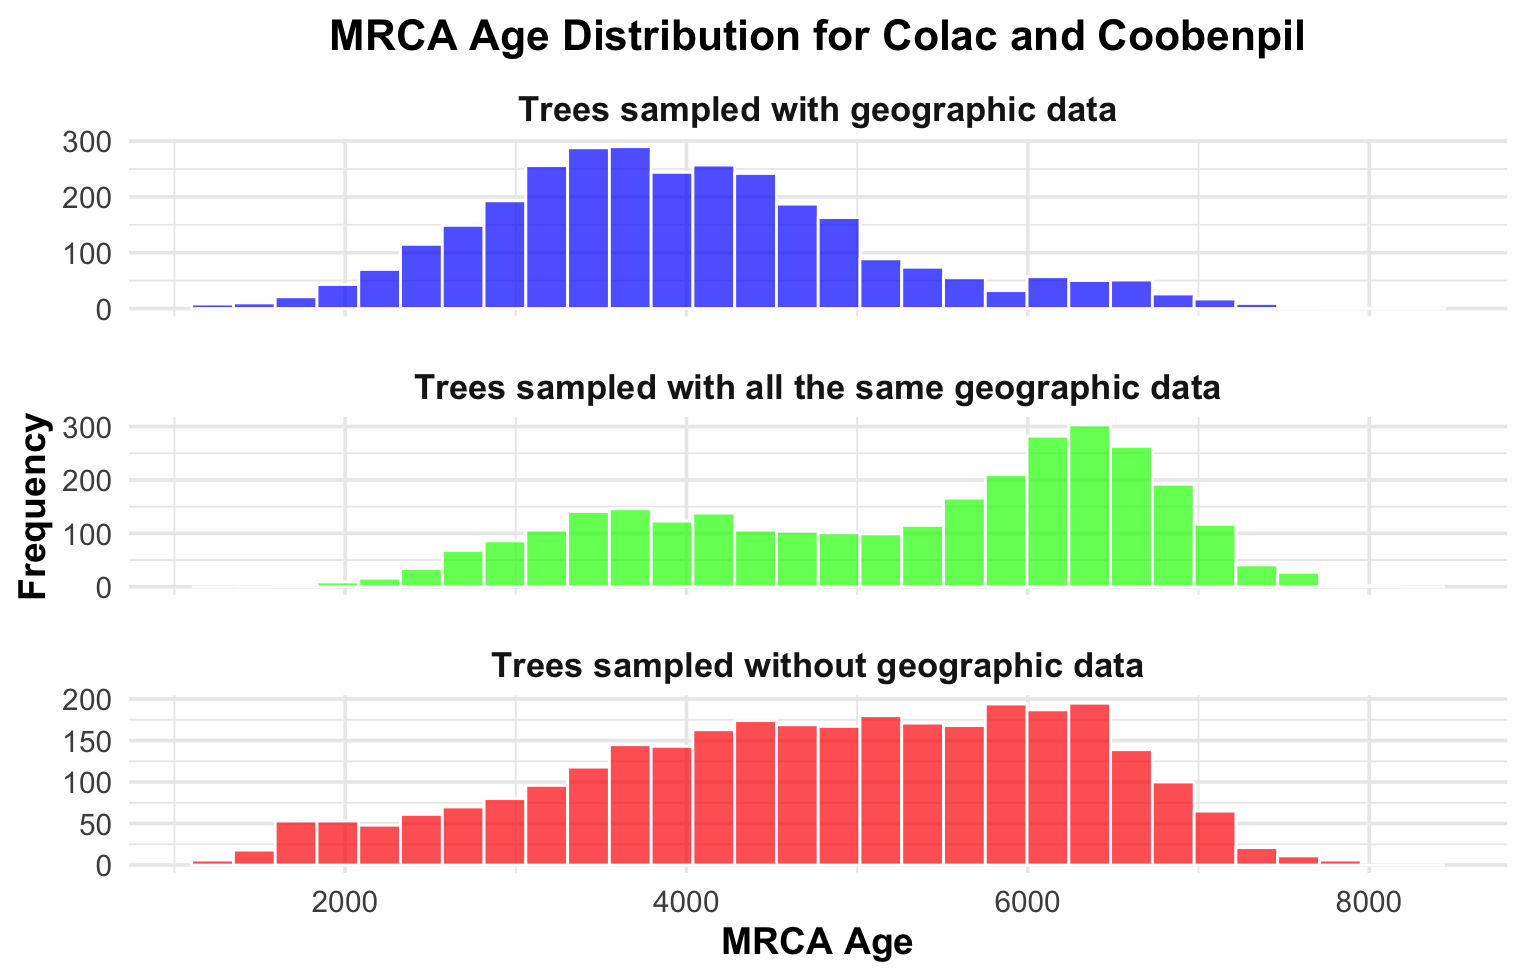 MRCA Age Distribution for Colac and Coobenpil
Trees sampled with geographic data
300
200
100
0
Trees sampled with all the same geographic data
300
200
100
0
Frequency
Trees sampled without geographic data
200
150
100
50
0
2000 4000 6000 8000
MRCA Age